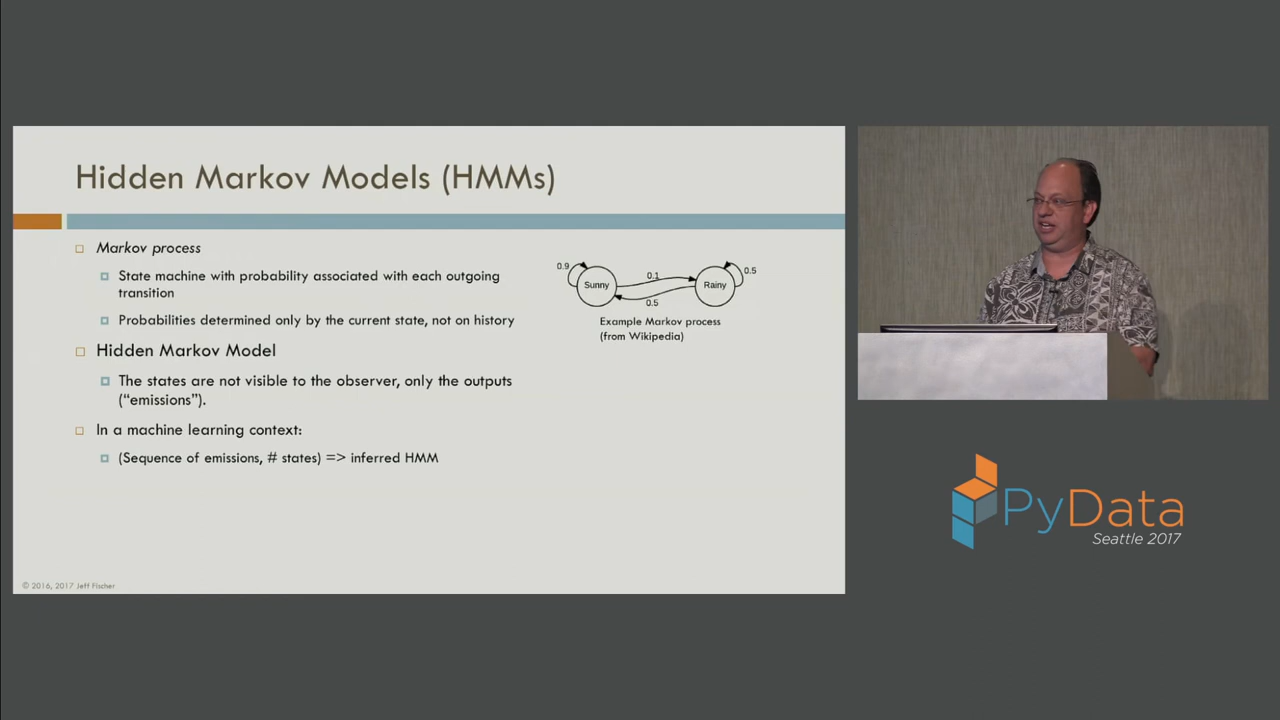 Hidden Markov Models (HMMs)
Markov process
State machine with probability associated with each outgoing
transition
Probabilities determined only by the current state, not on history
Hidden Markov Model
The states are not visible to the observer, only the outputs
(“emissions”).
In a machine learning context:
(Sequence of emissions, # states) => inferred HMM
0.9
Sunny
0.1
0.5
Rainy
0.5
Example Markov process
(from Wikipedia)
© 2016, 2017 Jeff Fischer
PyData
Seattle 2017